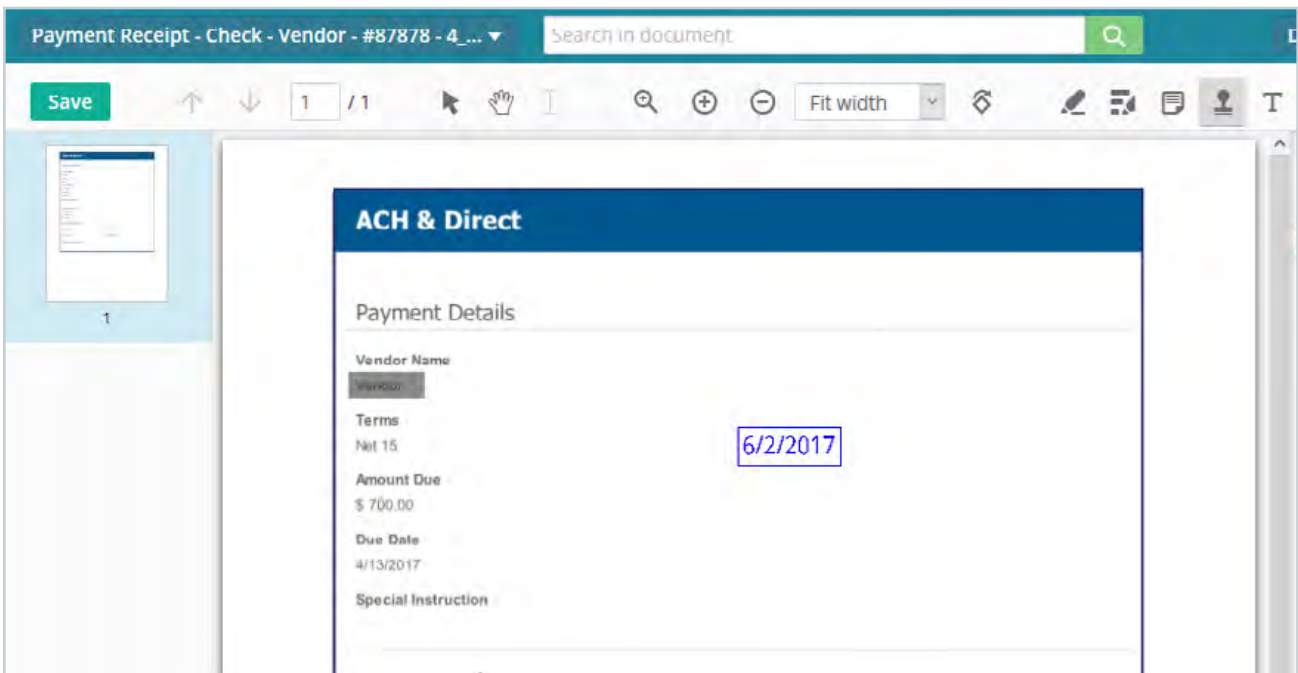 Payment Receipt - Check - Vendor - #87878 - 4_...
Search in document
Save
1 / 1
Fit width
T
1
ACH & Direct
Payment Details
Vendor Name
Vendor
Terms
Net 15
6/2/2017
Amount Due
$ 700.00
Due Date
4/13/2017
Special Instruction